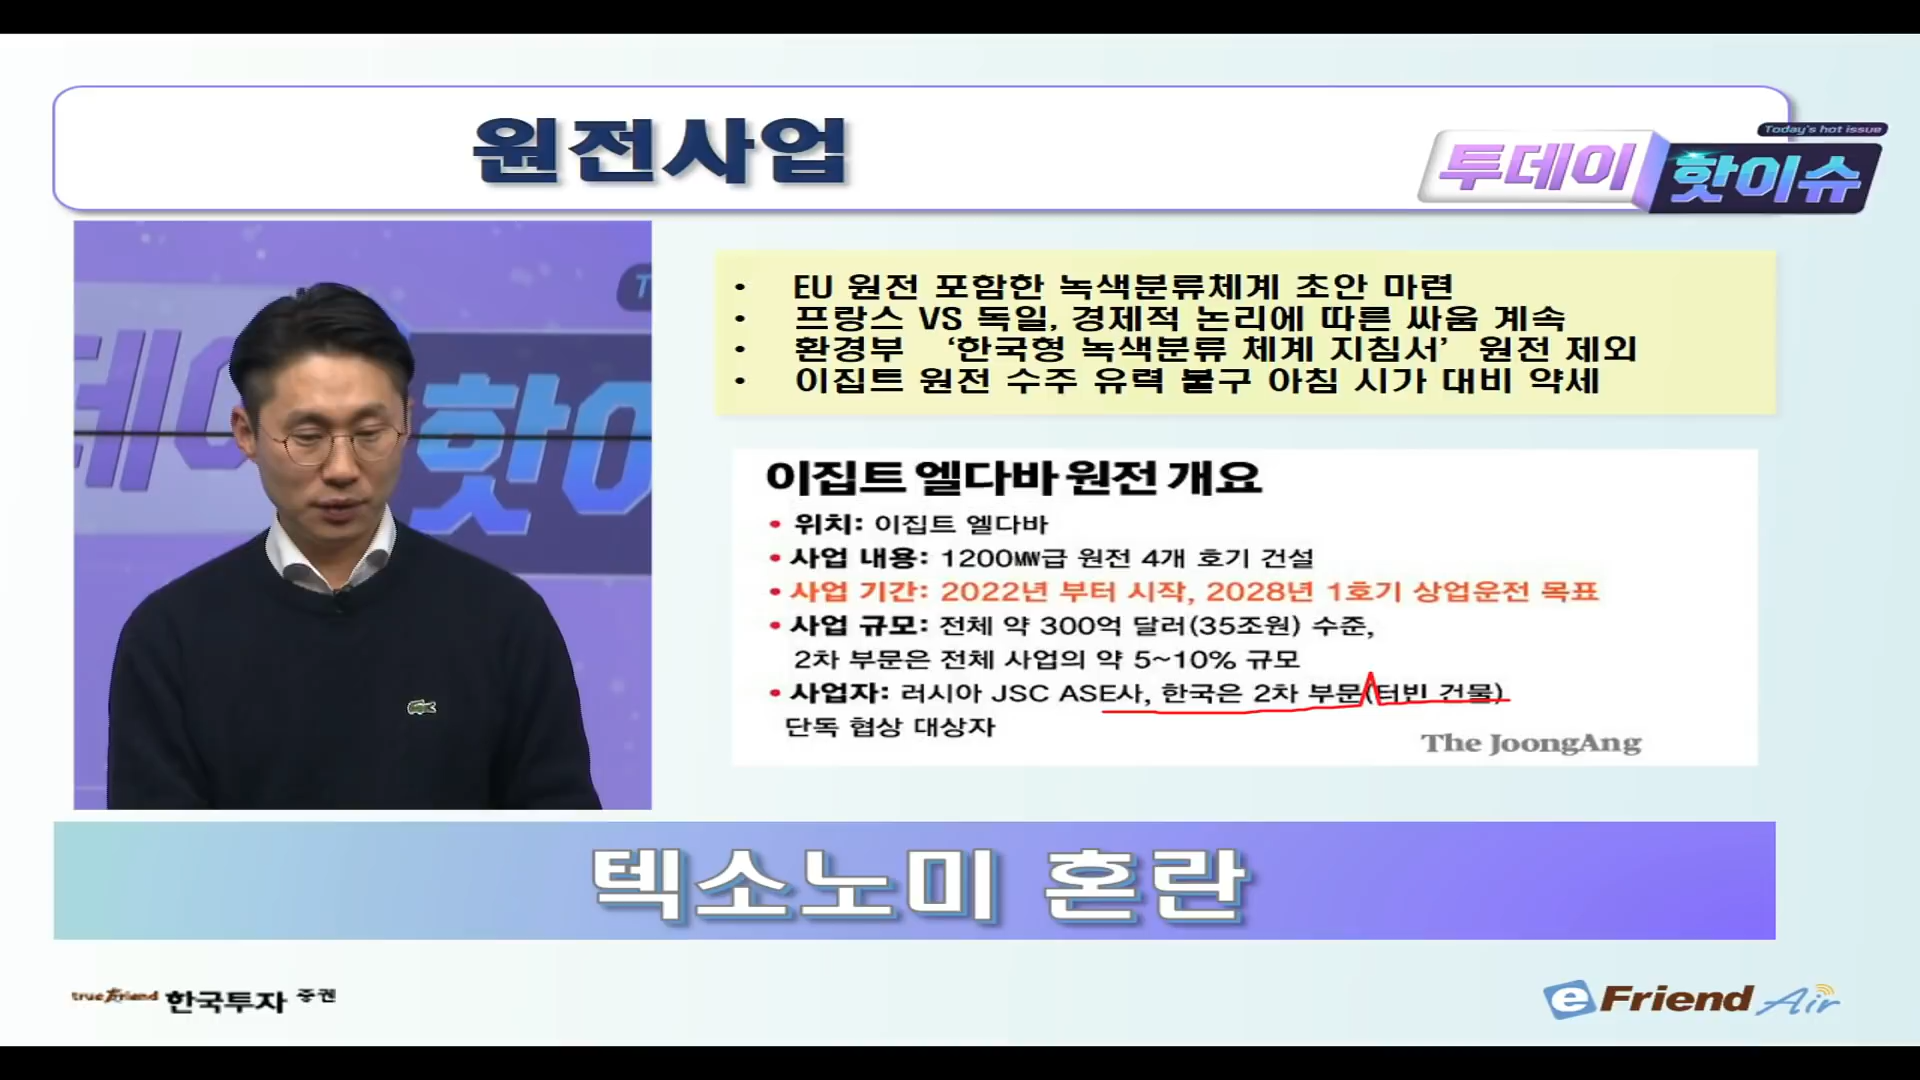 원전사업
Today's hot issue
투데이 핫이슈
• EU 원전 포함한 녹색분류체계 초안 마련
• 프랑스 VS 독일, 경제적 논리에 따른 싸움 계속
• 환경부 ‘한국형 녹색분류 체계 지침서’ 원전 제외
• 이집트 원전 수주 유력 불구 아침 시가 대비 약세
이집트 엘다바 원전 개요
• 위치: 이집트 엘다바
• 사업 내용: 1200㎿급 원전 4개 호기 건설
• 사업 기간: 2022년 부터 시작, 2028년 1호기 상업운전 목표
• 사업 규모: 전체 약 300억 달러(35조원) 수준,
2차 부문은 전체 사업의 약 5~10% 규모
• 사업자: 러시아 JSC ASE사, 한국은 2차 부문(터빈 건물)
단독 협상 대상자
The JoongAng
데이
핫이
T
텍소노미 혼란
true Friend 한국투자 증권
eFriend Air